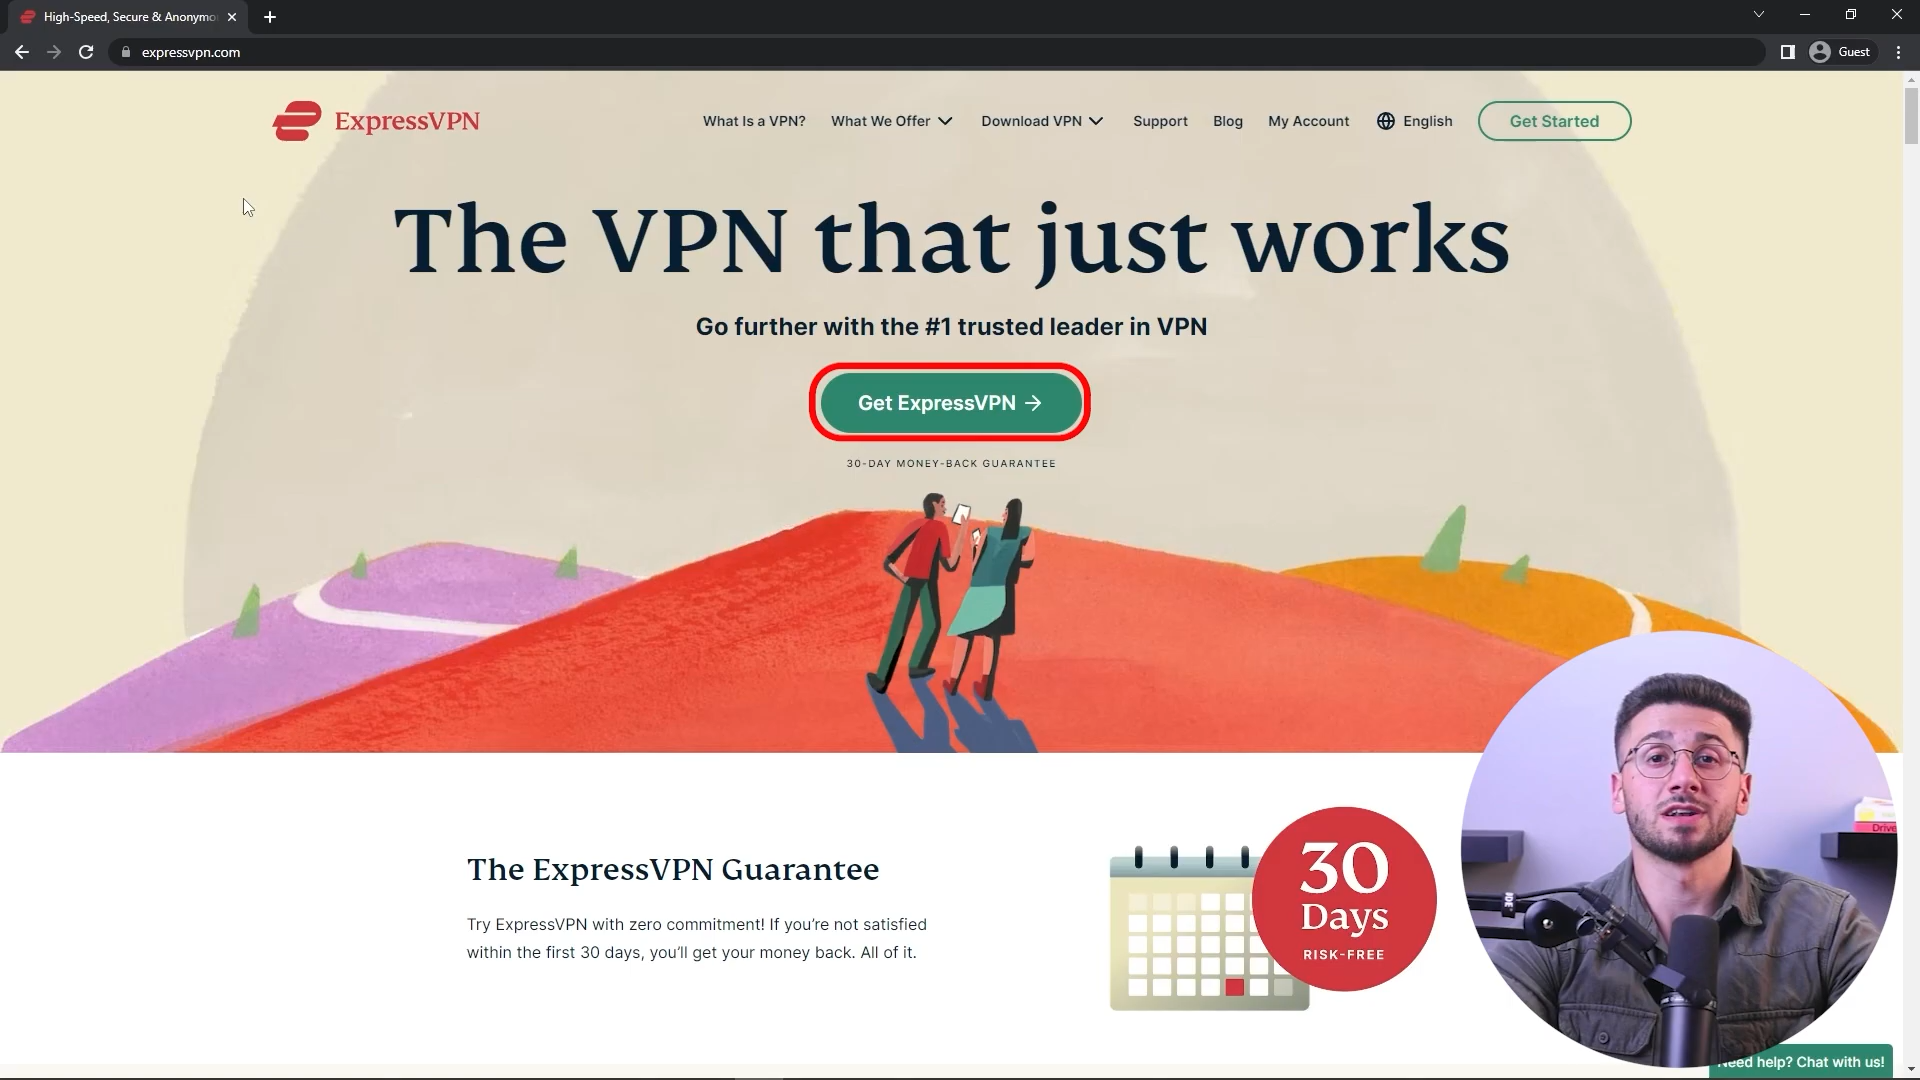 High-Speed, Secure & Anonymo
expressvpn.com
Guest
ExpressVPN
What Is a VPN?
What We Offer
Download VPN
Support
Blog
My Account
English
Get Started
The VPN that just works
Go further with the #1 trusted leader in VPN
Get ExpressVPN →
30-DAY MONEY-BACK GUARANTEE
The ExpressVPN Guarantee
Try ExpressVPN with zero commitment! If you're not satisfied
within the first 30 days, you'll get your money back. All of it.
30
Days
RISK-FREE
Drive
Need help? Chat with us!